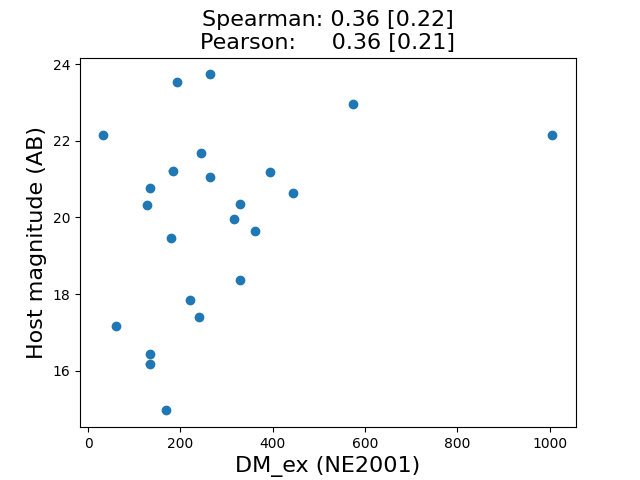 Spearman: 0.36 [0.22]
Pearson: 0.36 [0.21]
24
22
20
18
16
Host magnitude (AB)
0 200 400 600 800 1000
DM_ex (NE2001)